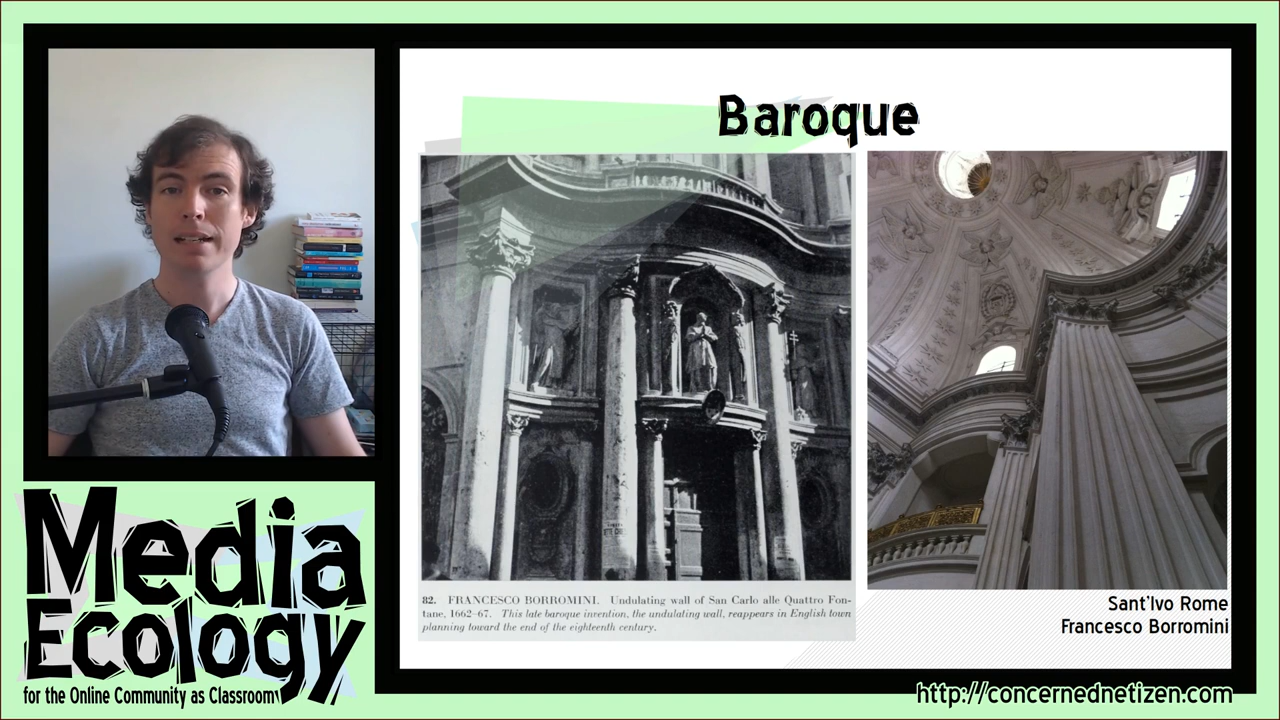 Baroque
82. FRANCESCO BORROMINI. Undulating wall of San Carlo alle Quattro Fon-
tane, 1662–67. This late baroque invention, the undulating wall, reappears in English town
planning toward the end of the eighteenth century.
Sant'Ivo Rome
Francesco Borromini
Media
Ecology
for the Online Community as Classroom
http://concernednetizen.com